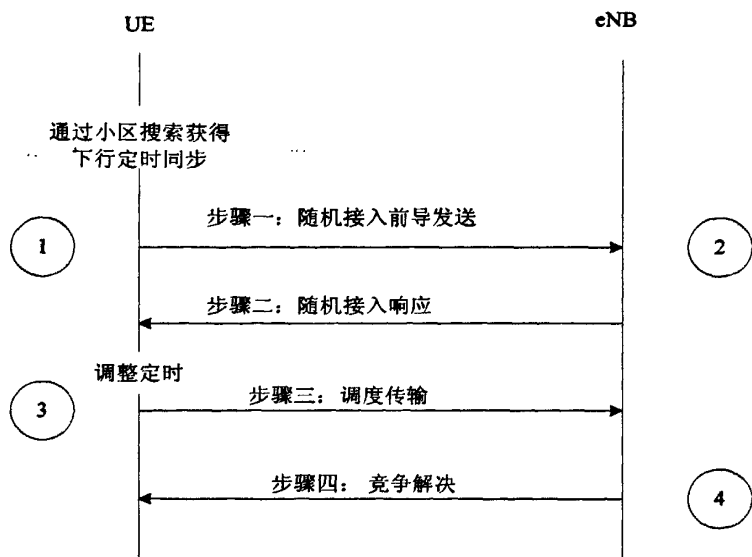 UE
eNB
通过小区搜索获得
下行定时同步
步骤一：随机接入前导发送
1
2
步骤二：随机接入响应
调整定时
3
步骤三：调度传输
步骤四： 竞争解决
4